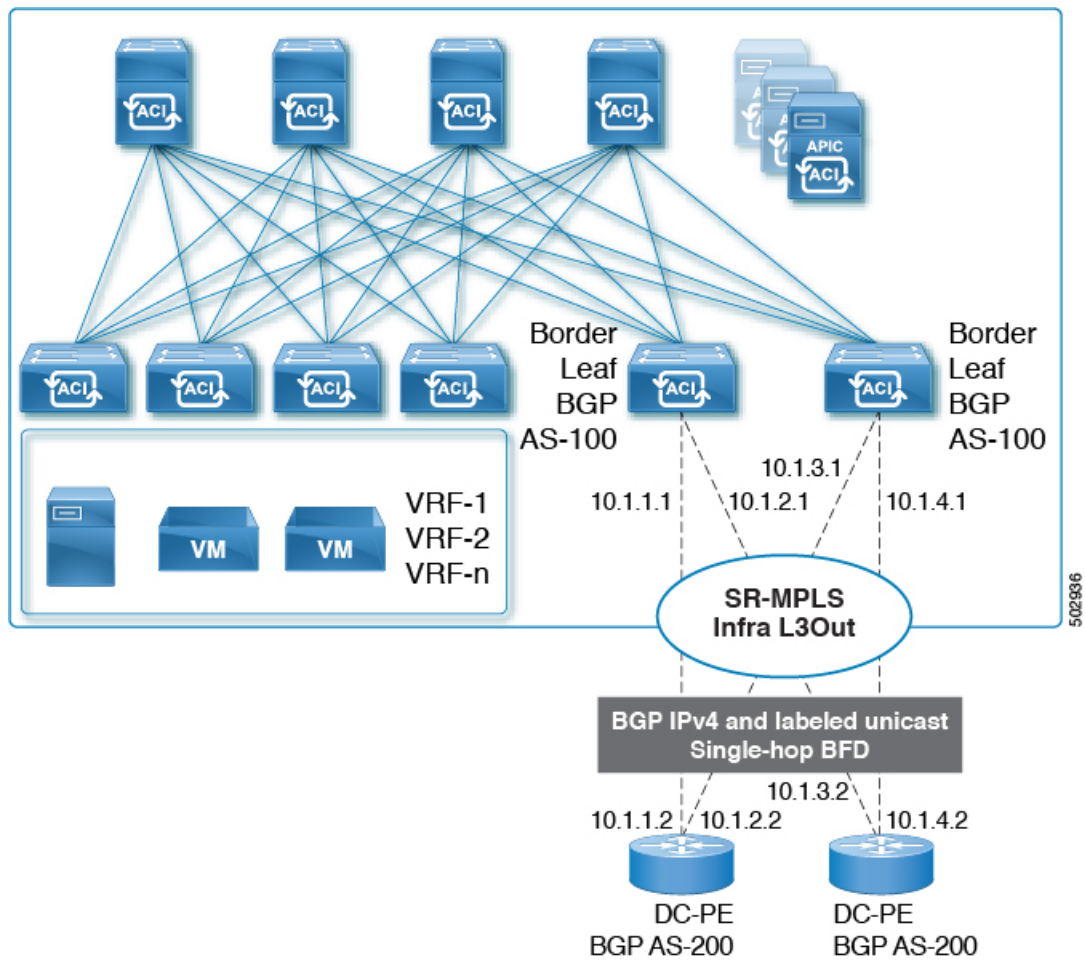 ACI
ACI
ACI
ACI
APIC
ACI
ACI
ACI
ACI
ACI
Border
Leaf
BGP
AS-100
ACI
ACI
Border
Leaf
BGP
AS-100
VM
VM
VRF-1
VRF-2
VRF-n
10.1.1.1
10.1.2.1
10.1.3.1
10.1.4.1
SR-MPLS
Infra L3Out
502936
BGP IPv4 and labeled unicast
Single-hop BFD
10.1.1.2
10.1.2.2
10.1.3.2
10.1.4.2
DC-PE
BGP AS-200
DC-PE
BGP AS-200